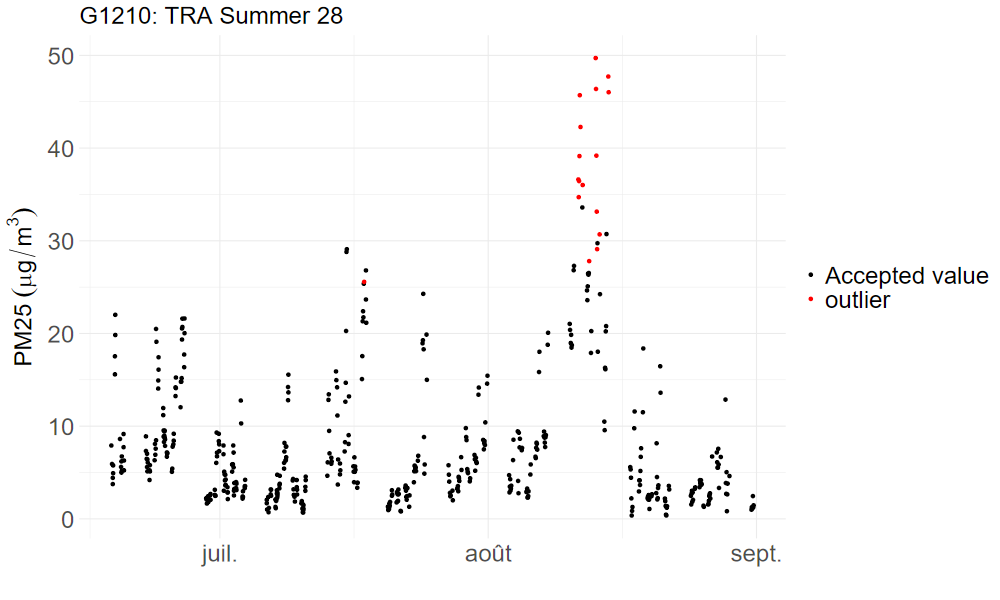 G1210: TRA Summer 28
50
40
30
20
10
0
PM25 (μg/m³)
juil.
août
sept.
Accepted value
outlier